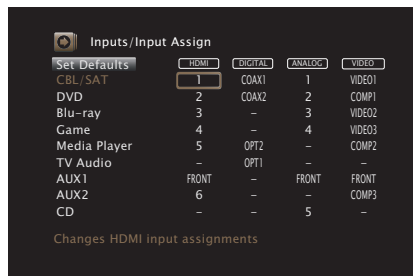 Inputs/Input Assign
Set Defaults HDMI DIGITAL ANALOG VIDEO
CBL/SAT 1 COAX1 1 VIDEO1
DVD 2 COAX2 2 COMP1
Blu-ray 3 – 3 VIDEO2
Game 4 – 4 VIDEO3
Media Player 5 OPT2 – COMP2
TV Audio – OPT1 – –
AUX1 FRONT – FRONT FRONT
AUX2 6 – – COMP3
CD – – 5 –
Changes HDMI input assignments